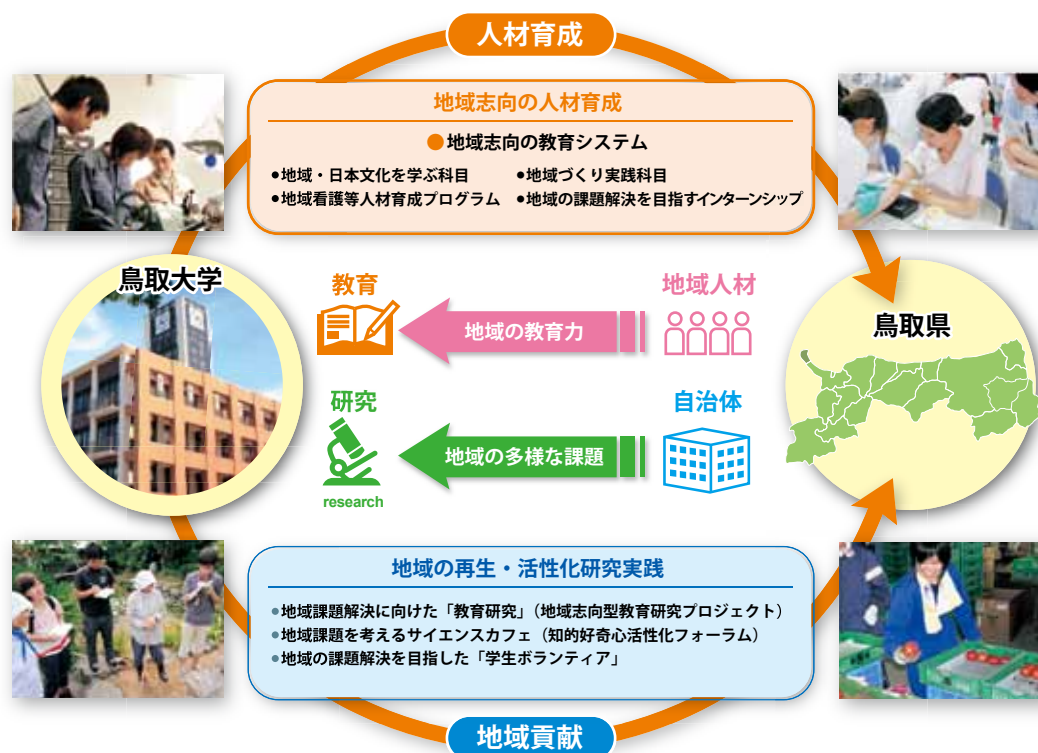 人材育成
地域志向の人材育成
●地域志向の教育システム
●地域・日本文化を学ぶ科目 ●地域づくり実践科目
●地域看護等人材育成プログラム ●地域の課題解決を目指すインターンシップ
鳥取大学
教育
地域の教育力
地域人材
鳥取県
研究
research
地域の多様な課題
自治体
地域の再生・活性化研究実践
●地域課題解決に向けた「教育研究」（地域志向型教育研究プロジェクト）
●地域課題を考えるサイエンスカフェ（知的好奇心活性化フォーラム）
●地域の課題解決を目指した「学生ボランティア」
地域貢献